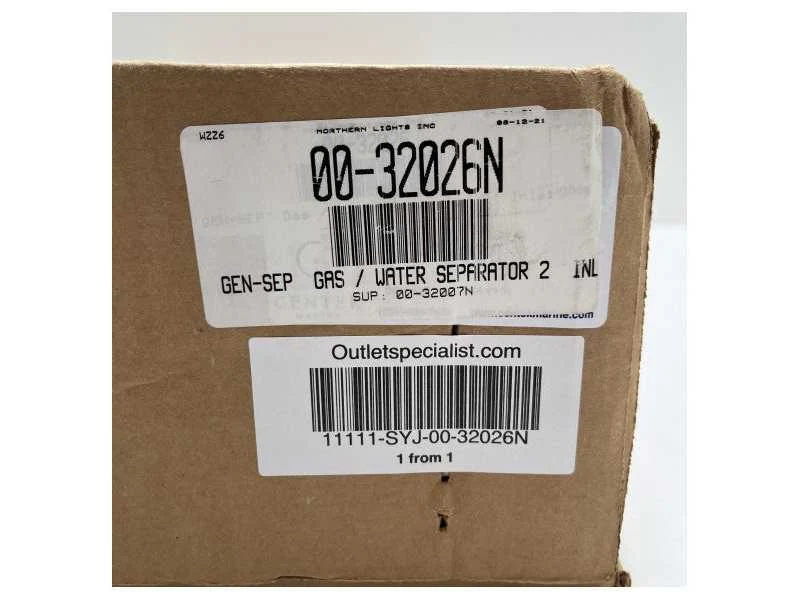 WZZ6
NORTHERN LIGHTS INC
08-12-21
00-32026N
GEN-SEP GAS / WATER SEPARATOR 2 INL
SUP: 00-32007N
Outletspecialist.com
11111-SYJ-00-32026N
1 from 1